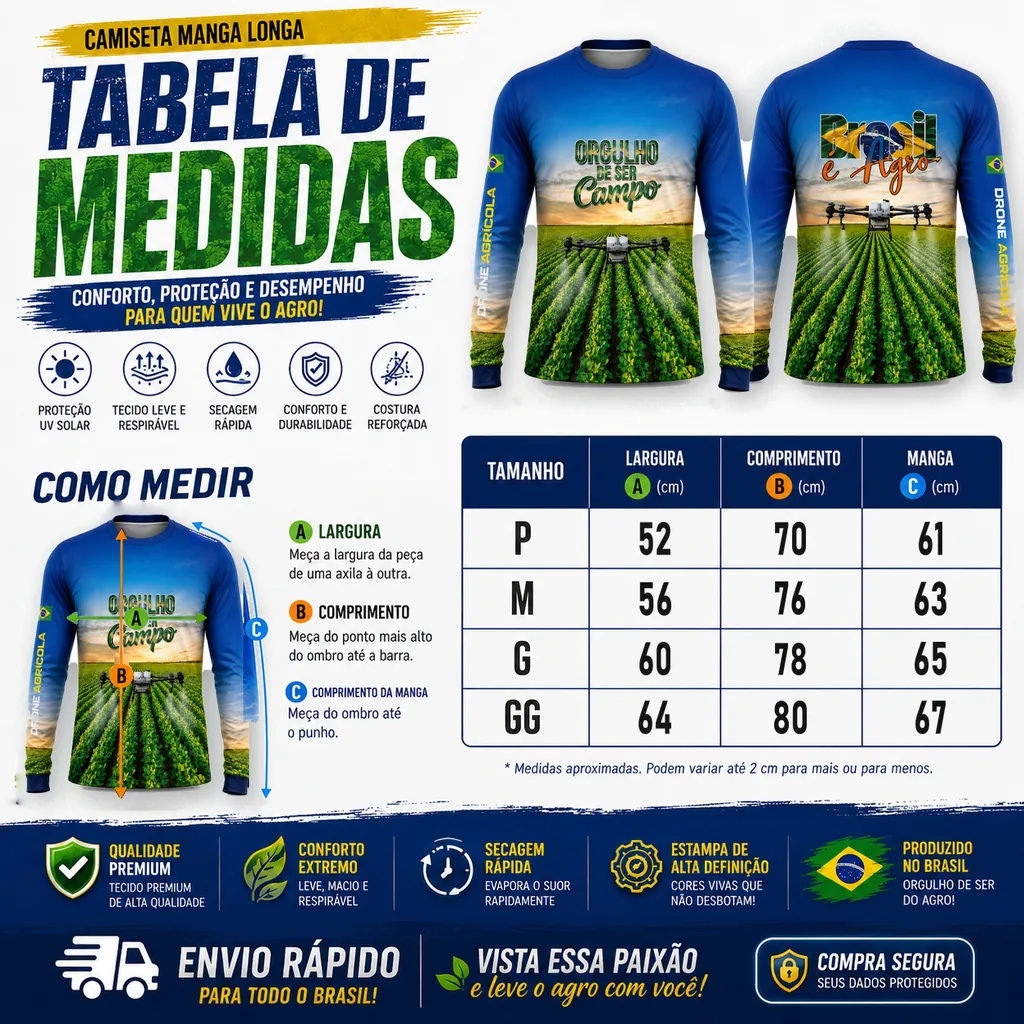 CAMISETA MANGA LONGA
TABELA DE
MEDIDAS
CONFORTO, PROTEÇÃO E DESEMPENHO
PARA QUEM VIVE O AGRO!
PROTEÇÃO
UV SOLAR
TECIDO LEVE E
RESPIRÁVEL
SECAGEM
RÁPIDA
CONFORTO E
DURABILIDADE
COSTURA
REFORÇADA
ORGULHO
DE SER
Campo
DRONE AGRÍCOLA
Brasil
é Agro
DRONE AGRÍCOLA
COMO MEDIR
ORGULHO
Campo
DRONE AGRÍCOLA
A
B
C
A LARGURA
Meça a largura da peça
de uma axila à outra.
B COMPRIMENTO
Meça do ponto mais alto
do ombro até a barra.
C COMPRIMENTO DA MANGA
Meça do ombro até
o punho.
TAMANHO LARGURA A (cm) COMPRIMENTO B (cm) MANGA C (cm)
P 52 70 61
M 56 76 63
G 60 78 65
GG 64 80 67
* Medidas aproximadas. Podem variar até 2 cm para mais ou para menos.
QUALIDADE
PREMIUM
TECIDO PREMIUM
DE ALTA QUALIDADE
CONFORTO
EXTREMO
LEVE, MACIO E
RESPIRÁVEL
SECAGEM
RÁPIDA
EVAPORA O SUOR
RAPIDAMENTE
ESTAMPA DE
ALTA DEFINIÇÃO
CORES VIVAS QUE
NÃO DESBOTAM!
PRODUZIDO
NO BRASIL
ORGULHO DE SER
DO AGRO!
ENVIO RÁPIDO
PARA TODO O BRASIL!
VISTA ESSA PAIXÃO
e leve o agro com você!
COMPRA SEGURA
SEUS DADOS PROTEGIDOS